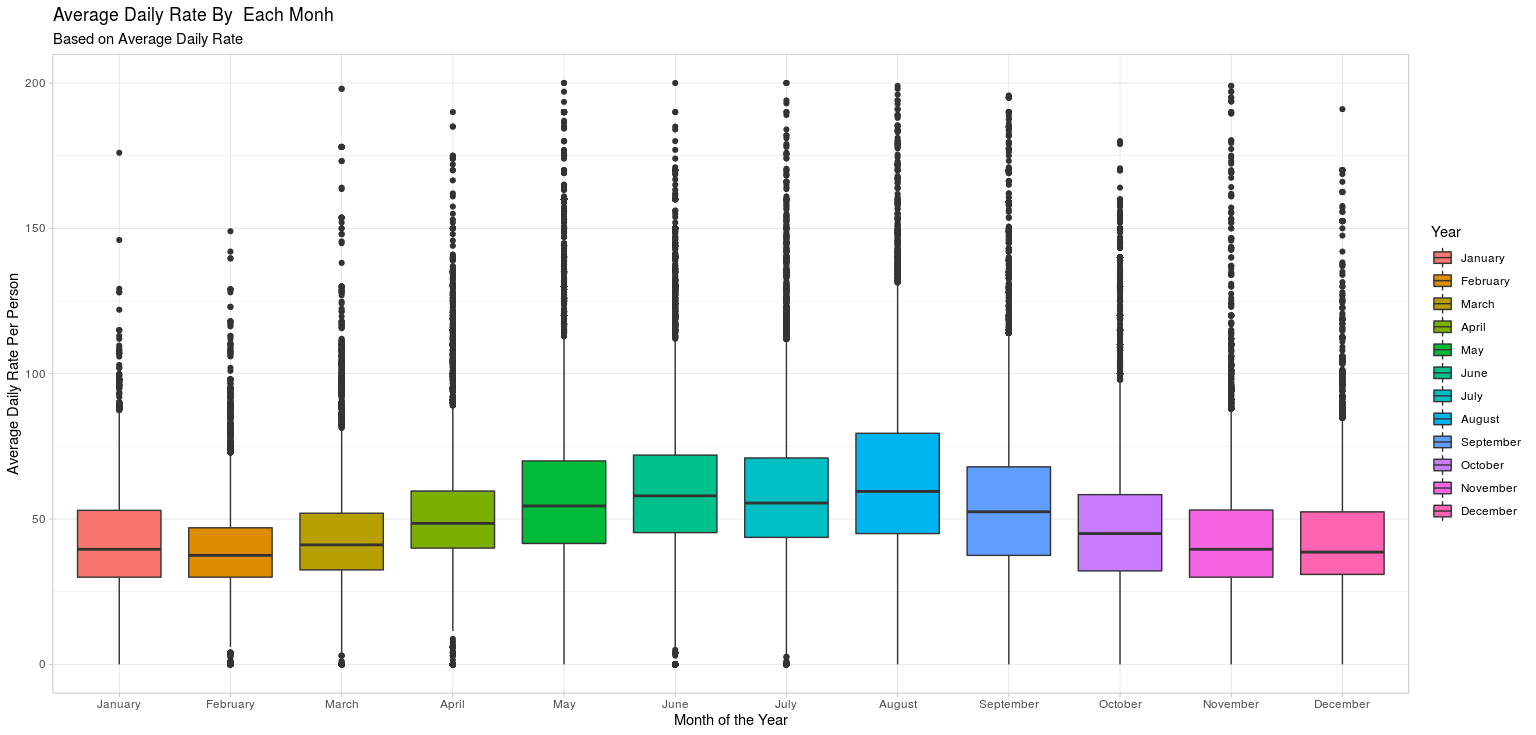 Average Daily Rate By  Each Monh
Based on Average Daily Rate
Average Daily Rate Per Person
200
150
100
50
0
January February March April May June July August September October November December
Month of the Year
Year
January
February
March
April
May
June
July
August
September
October
November
December